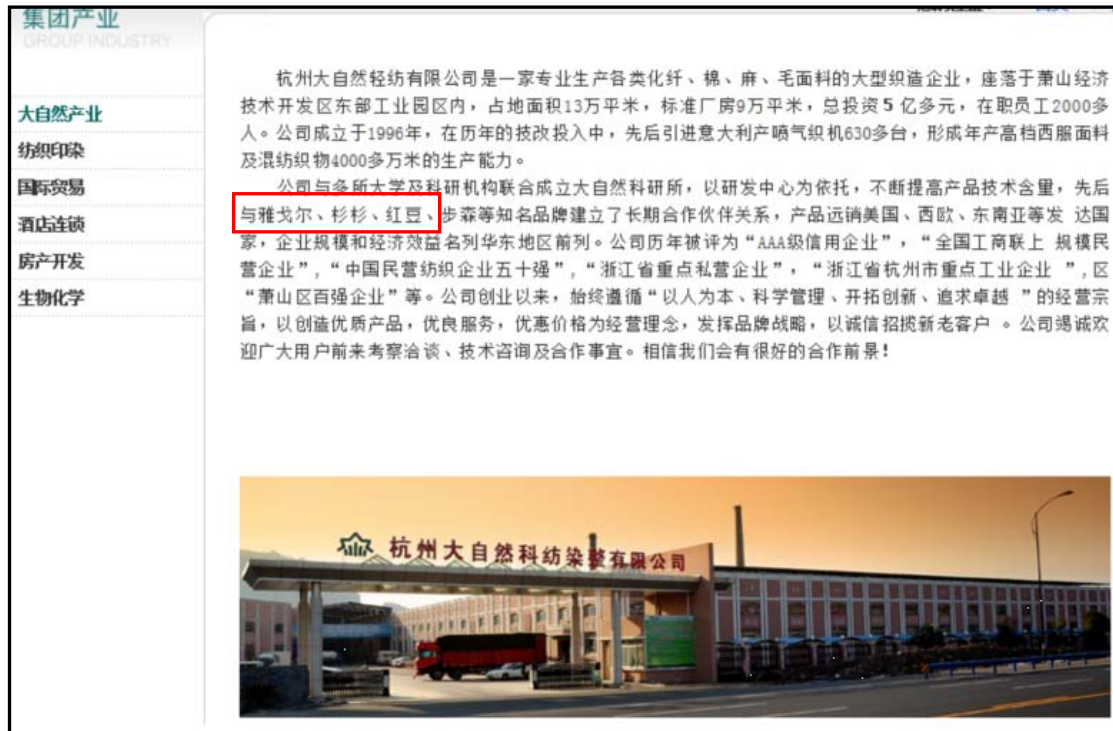 集团产业
GROUP INDUSTRY
大自然产业
纺织印染
国际贸易
酒店连锁
房产开发
生物化学
杭州大自然轻纺有限公司是一家专业生产各类化纤、棉、麻、毛面料的大型织造企业，座落于萧山经济
技术开发区东部工业园区内，占地面积13万平米，标准厂房9万平米，总投资5 亿多元，在职员工2000多
人。公司成立于1996年，在历年的技改投入中，先后引进意大利产喷气织机630多台，形成年产高档西服面料
及混纺织物4000多万米的生产能力。
公司与多所大学及科研机构联合成立大自然科研所，以研发中心为依托，不断提高产品技术含量，先后
与雅戈尔、杉杉、红豆、步森等知名品牌建立了长期合作伙伴关系，产品远销美国、西欧、东南亚等发 达国
家，企业规模和经济效益名列华东地区前列。公司历年被评为“AAA级信用企业”，“全国工商联上 规模民
营企业”，“中国民营纺织企业五十强”，“浙江省重点私营企业”，“浙江省杭州市重点工业企业 ”，区
“萧山区百强企业”等。公司创业以来，始终遵循“以人为本、科学管理、开拓创新、追求卓越 ”的经营宗
旨，以创造优质产品，优良服务，优惠价格为经营理念，发挥品牌战略，以诚信招揽新老客户 。公司竭诚欢
迎广大用户前来考察洽谈、技术咨询及合作事宜。相信我们会有很好的合作前景！
杭州大自然科纺染整有限公司